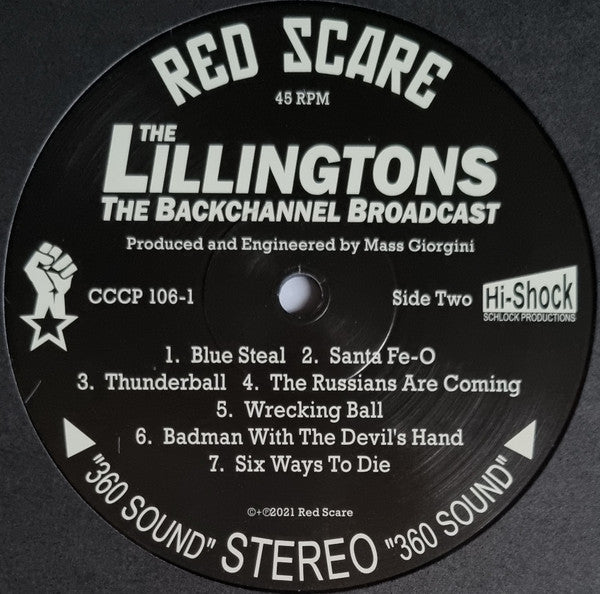 RED SCARE
45 RPM
THE
LILLINGTONS
THE BACKCHANNEL BROADCAST
Produced and Engineered by Mass Giorgini
CCCP 106-1
Side Two
Hi-Shock
SCHLOCK PRODUCTIONS
1. Blue Steal 2. Santa Fe-O
3. Thunderball 4. The Russians Are Coming
5. Wrecking Ball
6. Badman With The Devil's Hand
7. Six Ways To Die
©+℗2021 Red Scare
"360 SOUND" STEREO "360 SOUND"